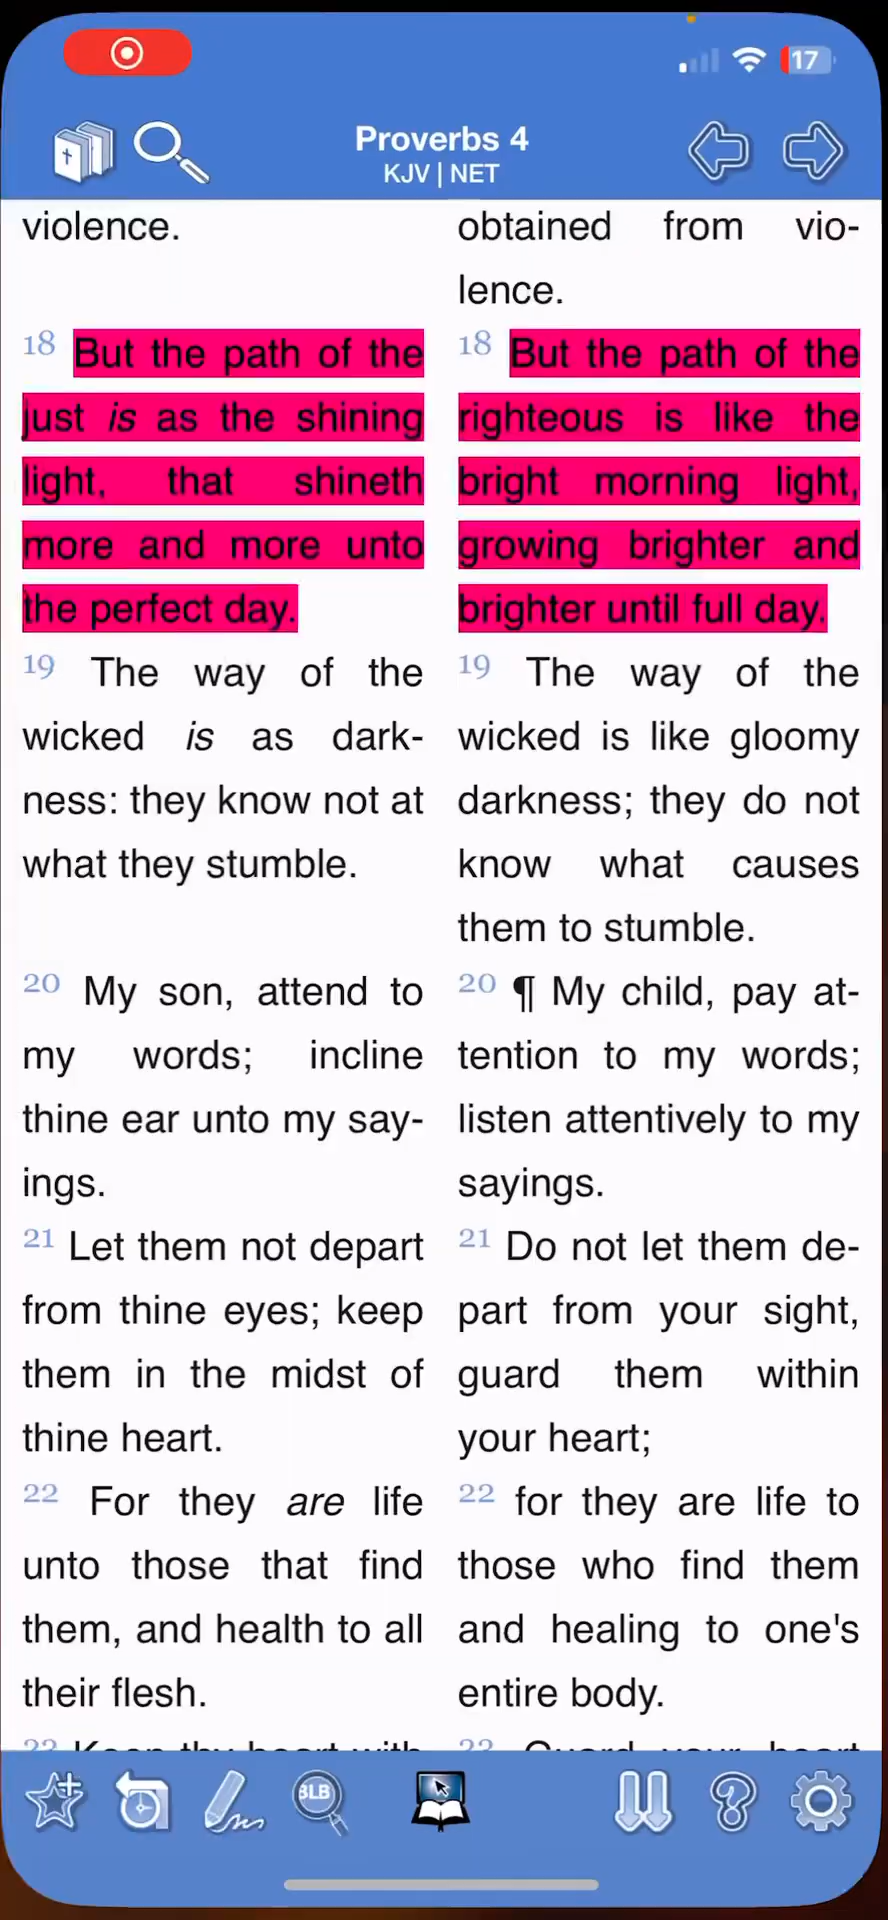 17
Proverbs 4
KJV | NET
violence.
18 But the path of the
just is as the shining
light, that shineth
more and more unto
the perfect day.
19 The way of the
wicked is as dark-
ness: they know not at
what they stumble.
20 My son, attend to
my words; incline
thine ear unto my say-
ings.
21 Let them not depart
from thine eyes; keep
them in the midst of
thine heart.
22 For they are life
unto those that find
them, and health to all
their flesh.
23 Keep thy heart with
obtained from vio-
lence.
18 But the path of the
righteous is like the
bright morning light,
growing brighter and
brighter until full day.
19 The way of the
wicked is like gloomy
darkness; they do not
know what causes
them to stumble.
20 ¶ My child, pay at-
tention to my words;
listen attentively to my
sayings.
21 Do not let them de-
part from your sight,
guard them within
your heart;
22 for they are life to
those who find them
and healing to one's
entire body.
23 Guard your heart
BLB